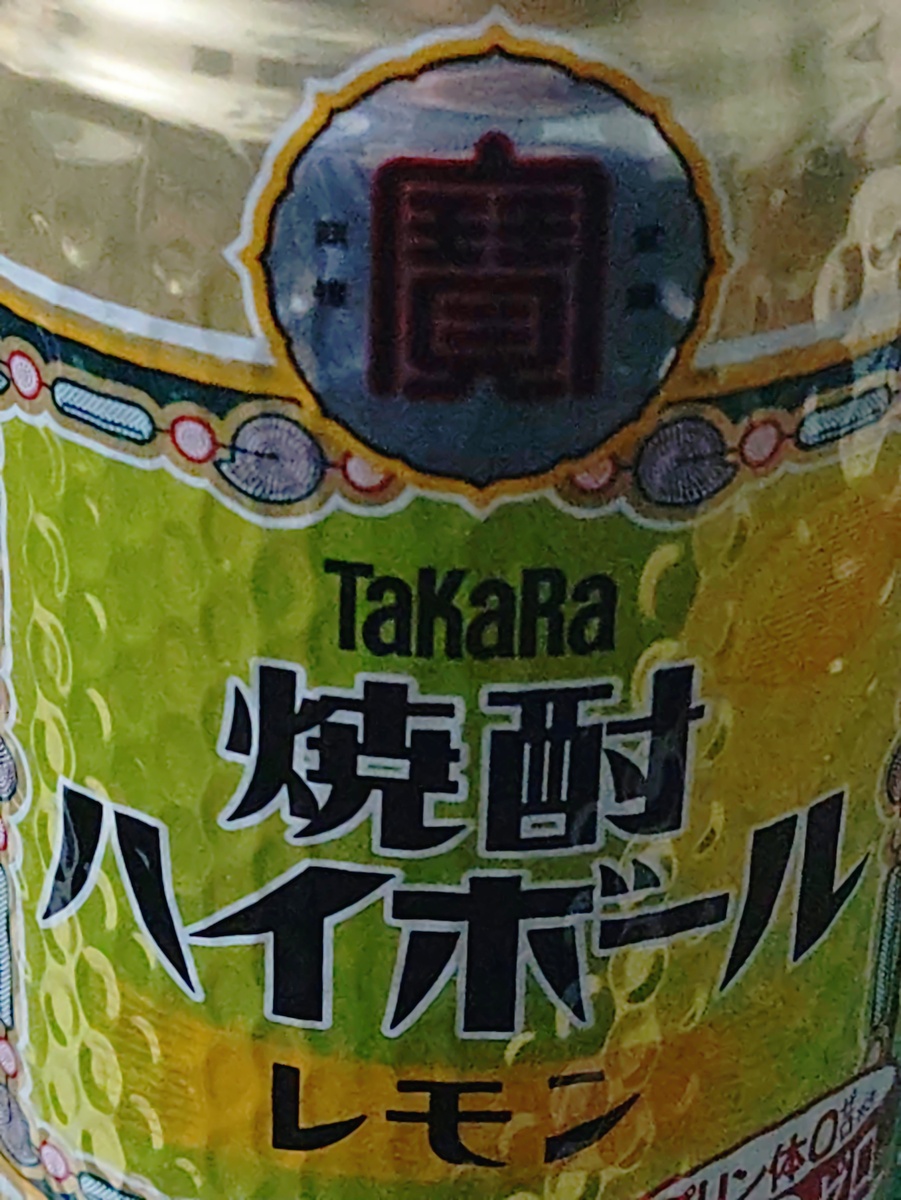 寶
TaKaRa
焼酎
ハイボール
レモン
プリン体0